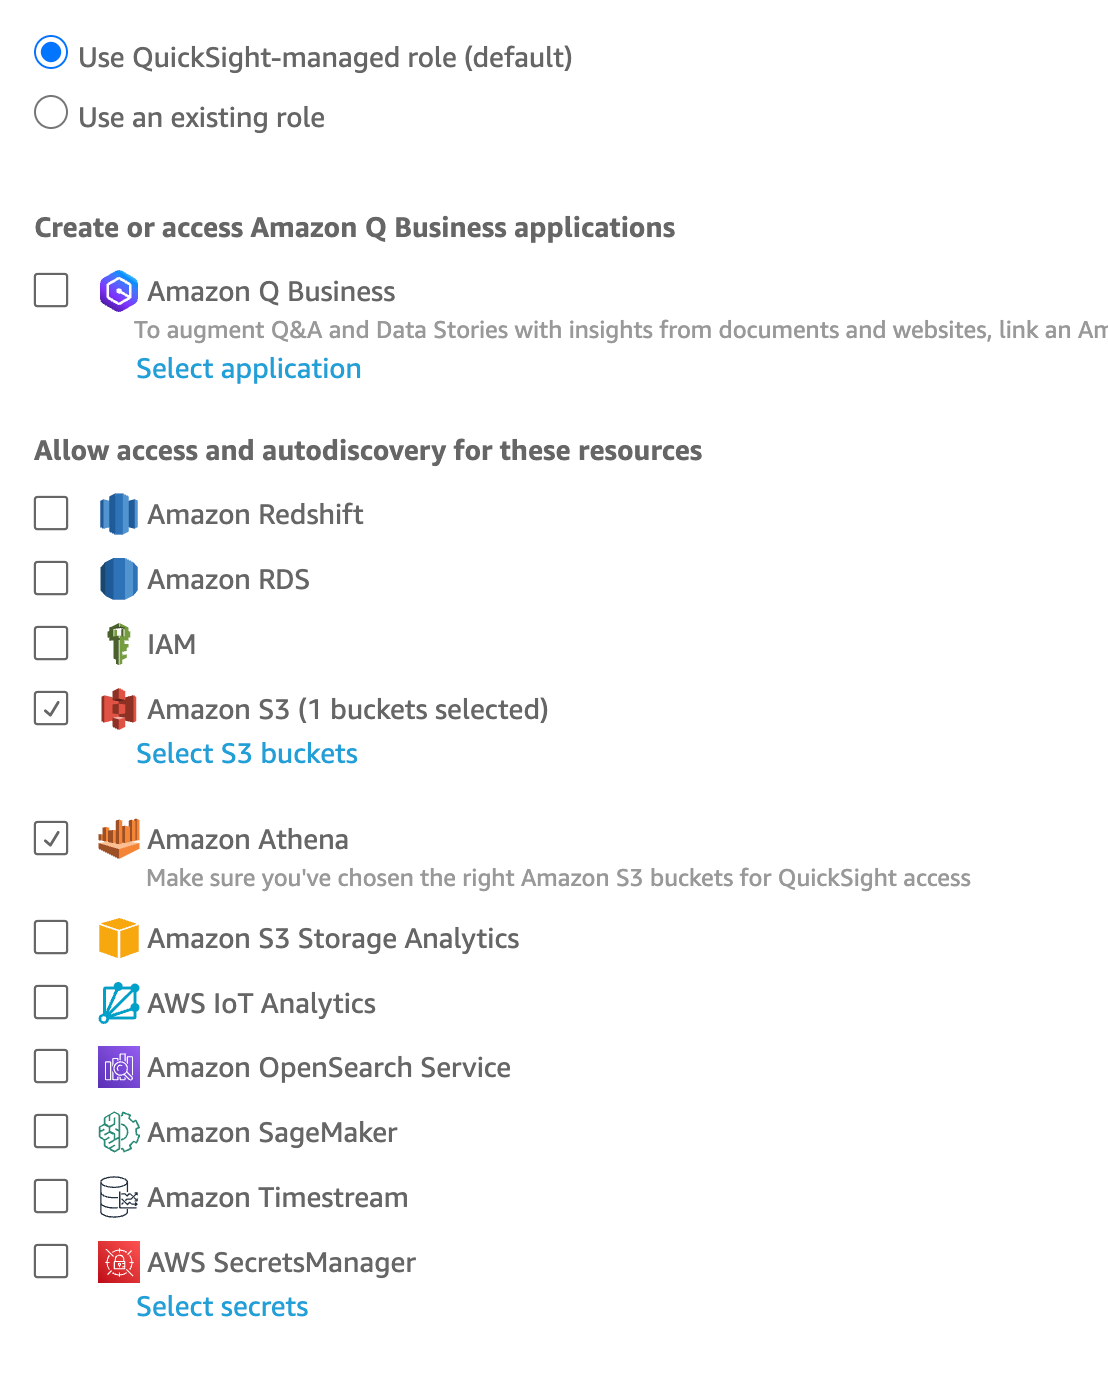 Use QuickSight-managed role (default)
Use an existing role
Create or access Amazon Q Business applications
Amazon Q Business
To augment Q&A and Data Stories with insights from documents and websites, link an Am
Select application
Allow access and autodiscovery for these resources
Amazon Redshift
Amazon RDS
IAM
Amazon S3 (1 buckets selected)
Select S3 buckets
Amazon Athena
Make sure you've chosen the right Amazon S3 buckets for QuickSight access
Amazon S3 Storage Analytics
AWS IoT Analytics
Amazon OpenSearch Service
Amazon SageMaker
Amazon Timestream
AWS SecretsManager
Select secrets